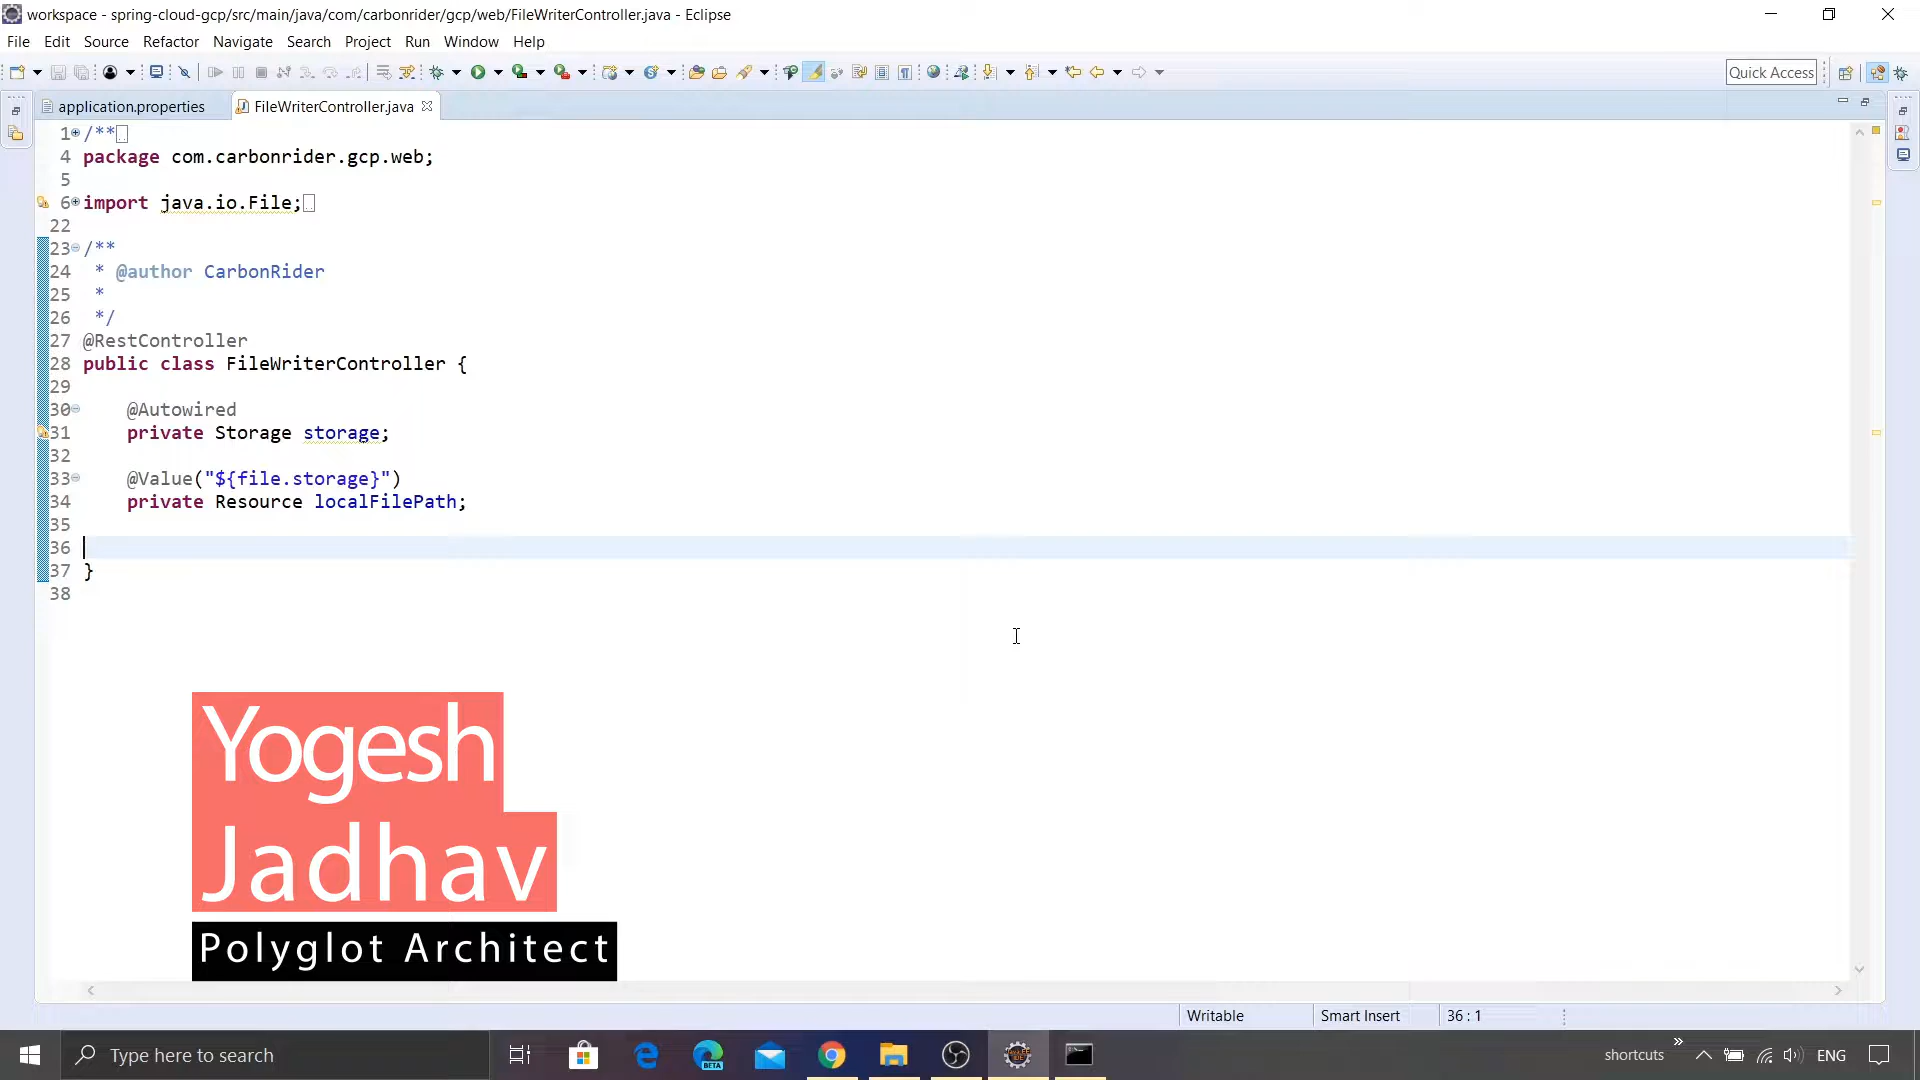 workspace - spring-cloud-gcp/src/main/java/com/carbonrider/gcp/web/FileWriterController.java - Eclipse
File Edit Source Refactor Navigate Search Project Run Window Help
Quick Access
application.properties FileWriterController.java
1 /**
4 package com.carbonrider.gcp.web;
5
6 import java.io.File;
22
23 /**
24  * @author CarbonRider
25  *
26  */
27 @RestController
28 public class FileWriterController {
29
30     @Autowired
31     private Storage storage;
32
33     @Value("${file.storage}")
34     private Resource localFilePath;
35
36
37 }
38
Yogesh
Jadhav
Polyglot Architect
Writable Smart Insert 36 : 1
Type here to search
BETA
shortcuts
ENG